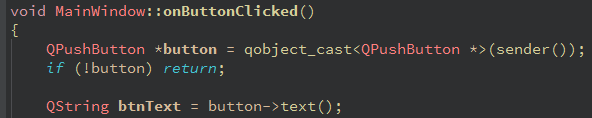 void MainWindow::onButtonClicked()
{
    QPushButton *button = qobject_cast<QPushButton *>(sender());
    if (!button) return;
    QString btnText = button->text();